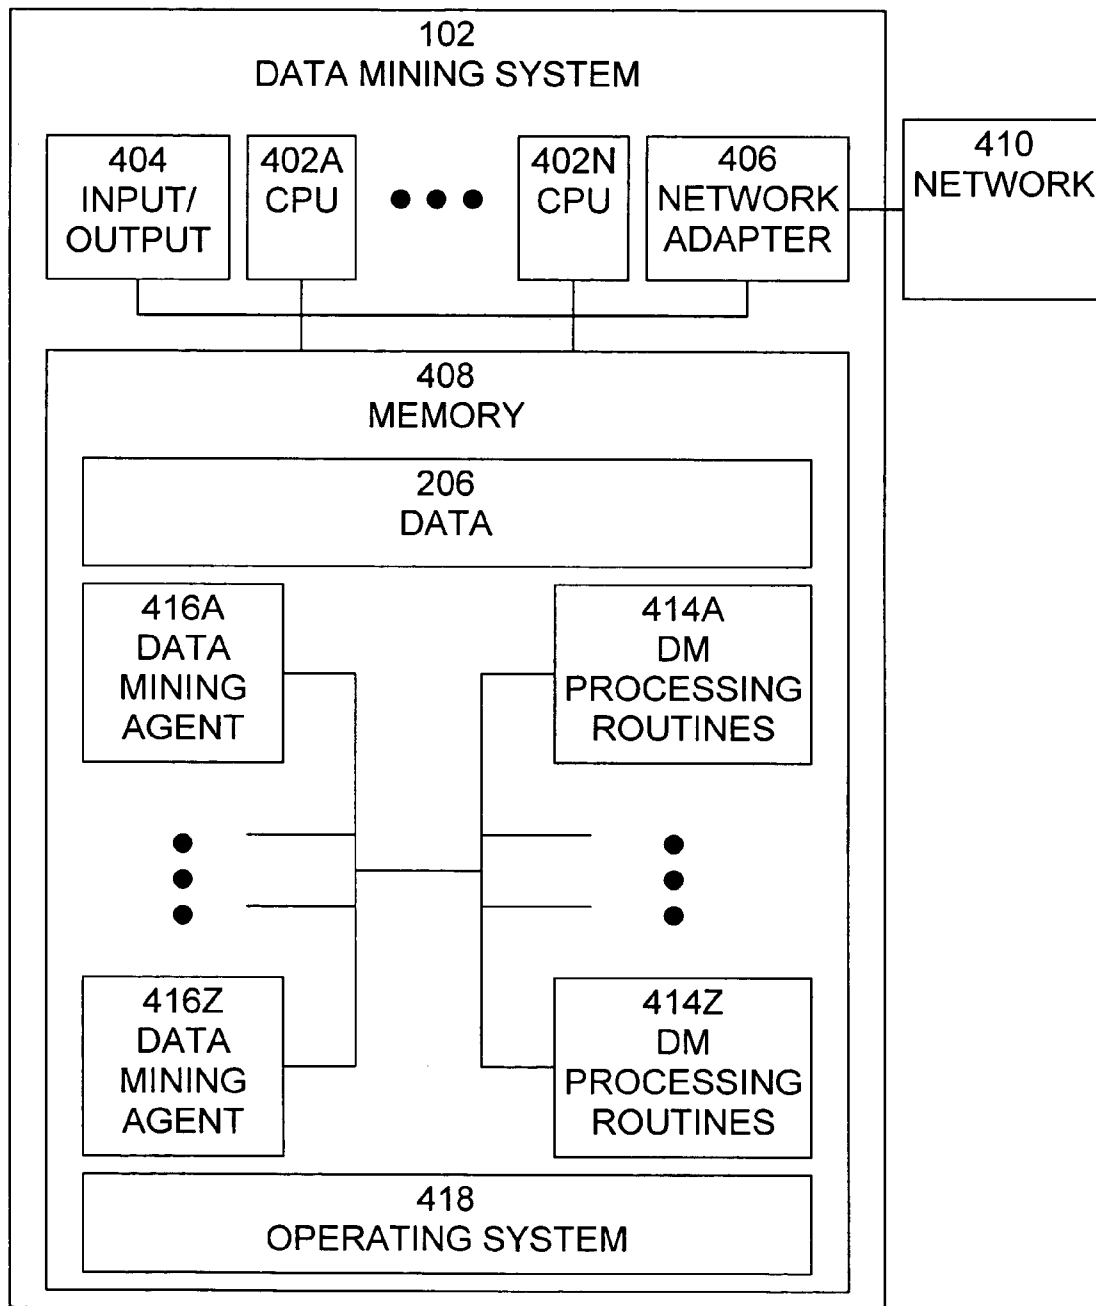 102
DATA MINING SYSTEM
404
INPUT/
OUTPUT
402A
CPU
402N
CPU
406
NETWORK
ADAPTER
410
NETWORK
408
MEMORY
206
DATA
416A
DATA
MINING
AGENT
414A
DM
PROCESSING
ROUTINES
416Z
DATA
MINING
AGENT
414Z
DM
PROCESSING
ROUTINES
418
OPERATING SYSTEM